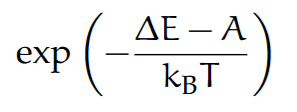 exp(−(ΔE − A)/(k_B T))